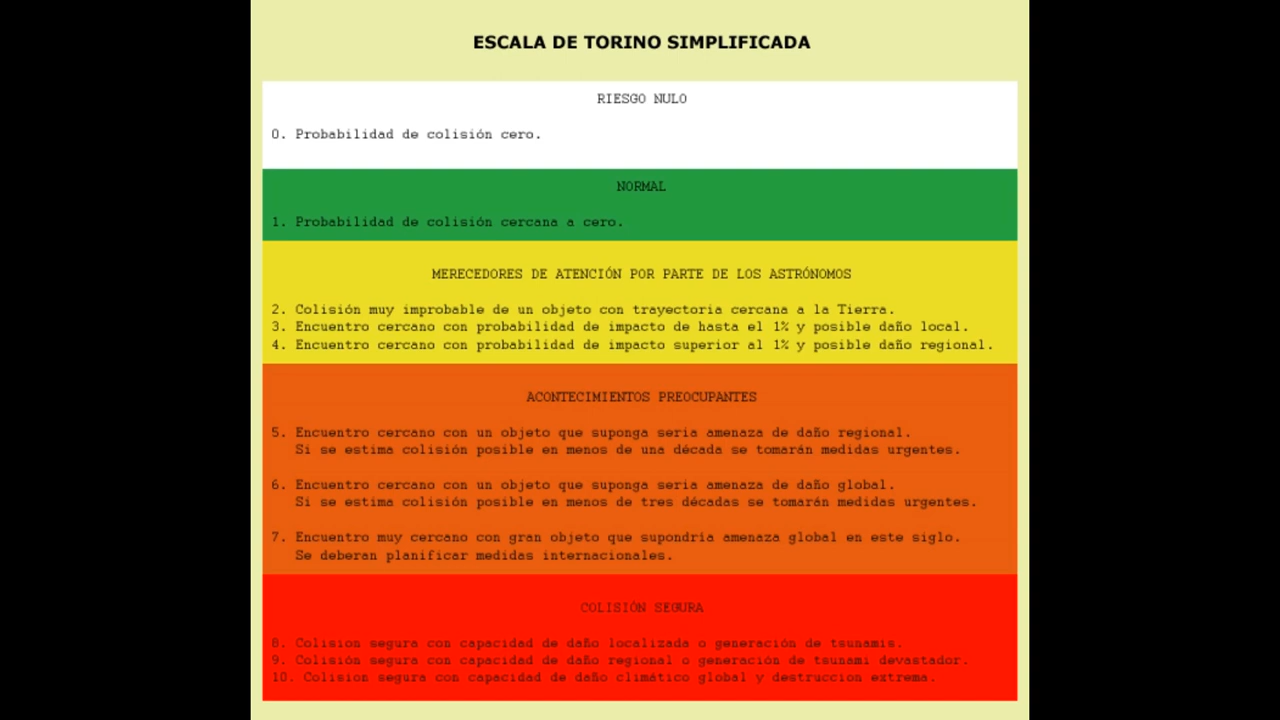 ESCALA DE TORINO SIMPLIFICADA
RIESGO NULO
0. Probabilidad de colisión cero.
NORMAL
1. Probabilidad de colisión cercana a cero.
MERECEDORES DE ATENCIÓN POR PARTE DE LOS ASTRÓNOMOS
2. Colisión muy improbable de un objeto con trayectoria cercana a la Tierra.
3. Encuentro cercano con probabilidad de impacto de hasta el 1% y posible daño local.
4. Encuentro cercano con probabilidad de impacto superior al 1% y posible daño regional.
ACONTECIMIENTOS PREOCUPANTES
5. Encuentro cercano con un objeto que suponga seria amenaza de daño regional.
Si se estima colisión posible en menos de una década se tomarán medidas urgentes.
6. Encuentro cercano con un objeto que suponga seria amenaza de daño global.
Si se estima colisión posible en menos de tres décadas se tomarán medidas urgentes.
7. Encuentro muy cercano con gran objeto que supondría amenaza global en este siglo.
Se deberan planificar medidas internacionales.
COLISIÓN SEGURA
8. Colision segura con capacidad de daño localizada o generación de tsunamis.
9. Colisión segura con capacidad de daño regional o generación de tsunami devastador.
10. Colision segura con capacidad de daño climático global y destruccion extrema.